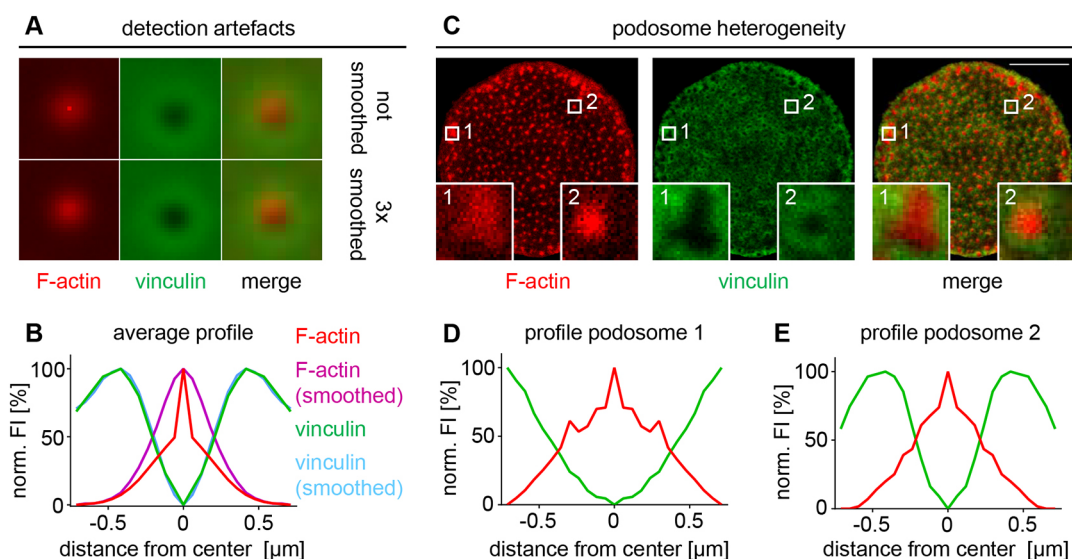 A detection artefacts
not smoothed
3x smoothed
F-actin vinculin merge
C podosome heterogeneity
1 2 1 2 1 2
1 2 1 2 1 2
F-actin vinculin merge
B average profile
F-actin
F-actin
(smoothed)
vinculin
vinculin
(smoothed)
norm. FI [%]
100
50
0
-0.5 0 0.5
distance from center [µm]
D profile podosome 1
norm. FI [%]
100
50
0
-0.5 0 0.5
distance from center [µm]
E profile podosome 2
norm. FI [%]
100
50
0
-0.5 0 0.5
distance from center [µm]